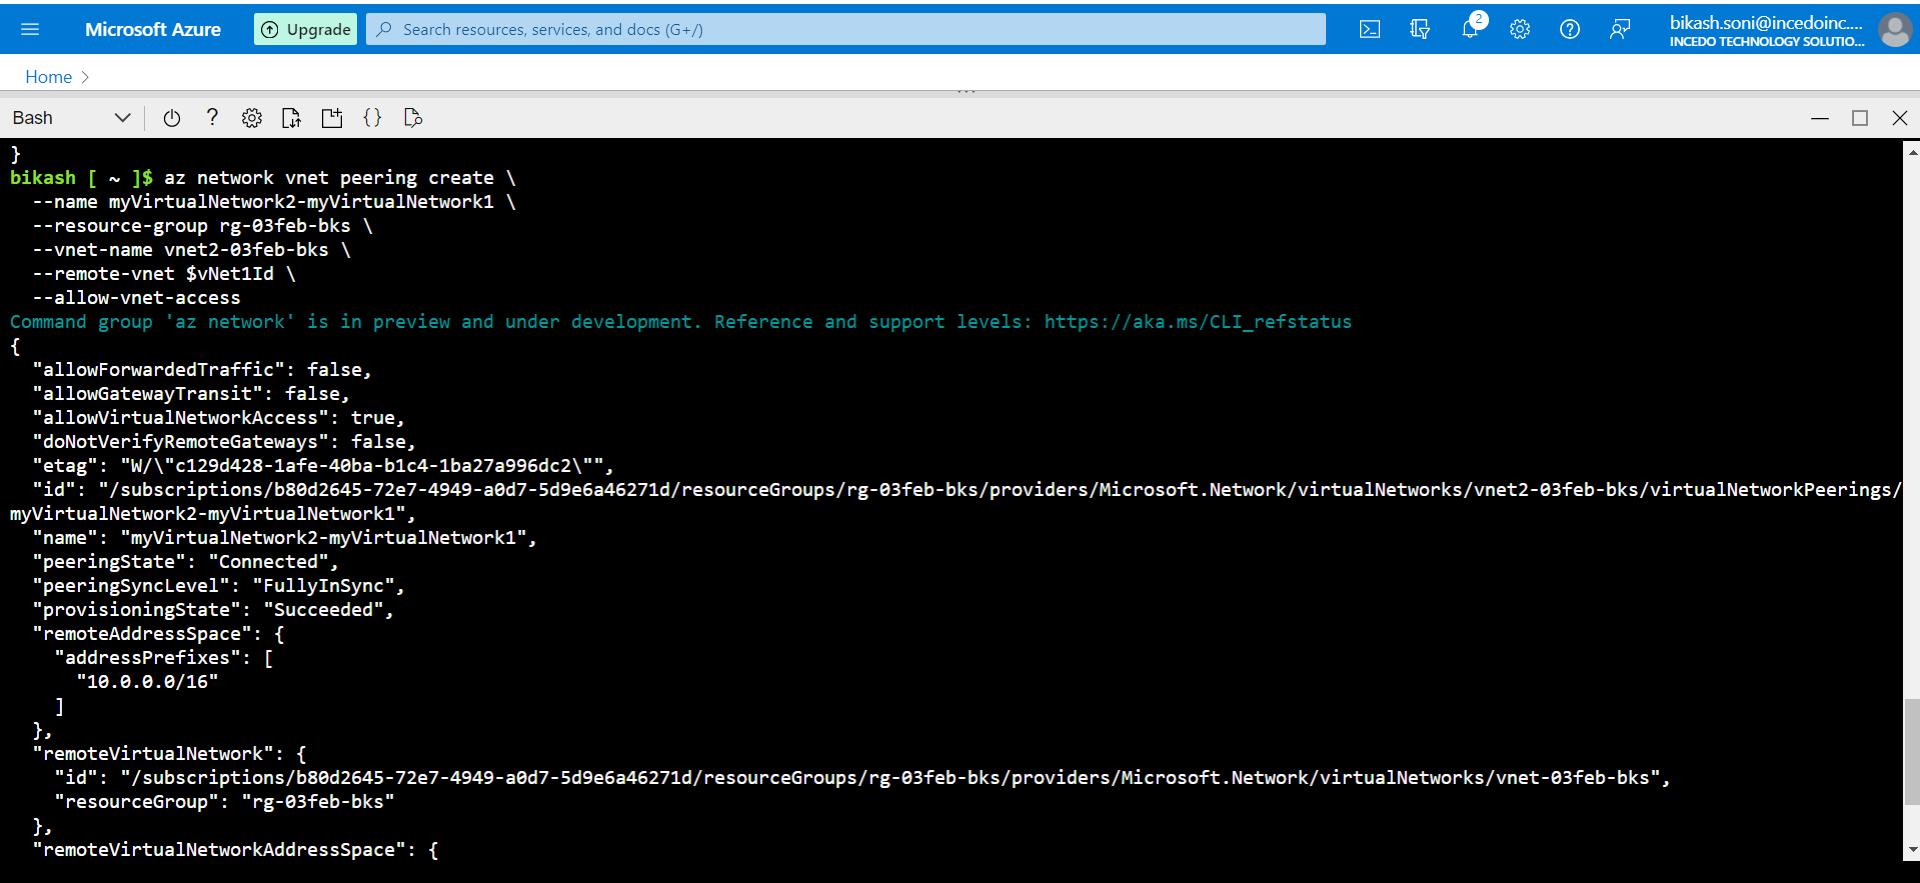 Microsoft Azure
Upgrade
Search resources, services, and docs (G+/)
2
bikash.soni@incedoinc....
INCEDO TECHNOLOGY SOLUTIO...
Home >
...
Bash
}
bikash [ ~ ]$ az network vnet peering create \
  --name myVirtualNetwork2-myVirtualNetwork1 \
  --resource-group rg-03feb-bks \
  --vnet-name vnet2-03feb-bks \
  --remote-vnet $vNet1Id \
  --allow-vnet-access
Command group 'az network' is in preview and under development. Reference and support levels: https://aka.ms/CLI_refstatus
{
  "allowForwardedTraffic": false,
  "allowGatewayTransit": false,
  "allowVirtualNetworkAccess": true,
  "doNotVerifyRemoteGateways": false,
  "etag": "W/\"c129d428-1afe-40ba-b1c4-1ba27a996dc2\"",
  "id": "/subscriptions/b80d2645-72e7-4949-a0d7-5d9e6a46271d/resourceGroups/rg-03feb-bks/providers/Microsoft.Network/virtualNetworks/vnet2-03feb-bks/virtualNetworkPeerings/
myVirtualNetwork2-myVirtualNetwork1",
  "name": "myVirtualNetwork2-myVirtualNetwork1",
  "peeringState": "Connected",
  "peeringSyncLevel": "FullyInSync",
  "provisioningState": "Succeeded",
  "remoteAddressSpace": {
    "addressPrefixes": [
      "10.0.0.0/16"
    ]
  },
  "remoteVirtualNetwork": {
    "id": "/subscriptions/b80d2645-72e7-4949-a0d7-5d9e6a46271d/resourceGroups/rg-03feb-bks/providers/Microsoft.Network/virtualNetworks/vnet-03feb-bks",
    "resourceGroup": "rg-03feb-bks"
  },
  "remoteVirtualNetworkAddressSpace": {